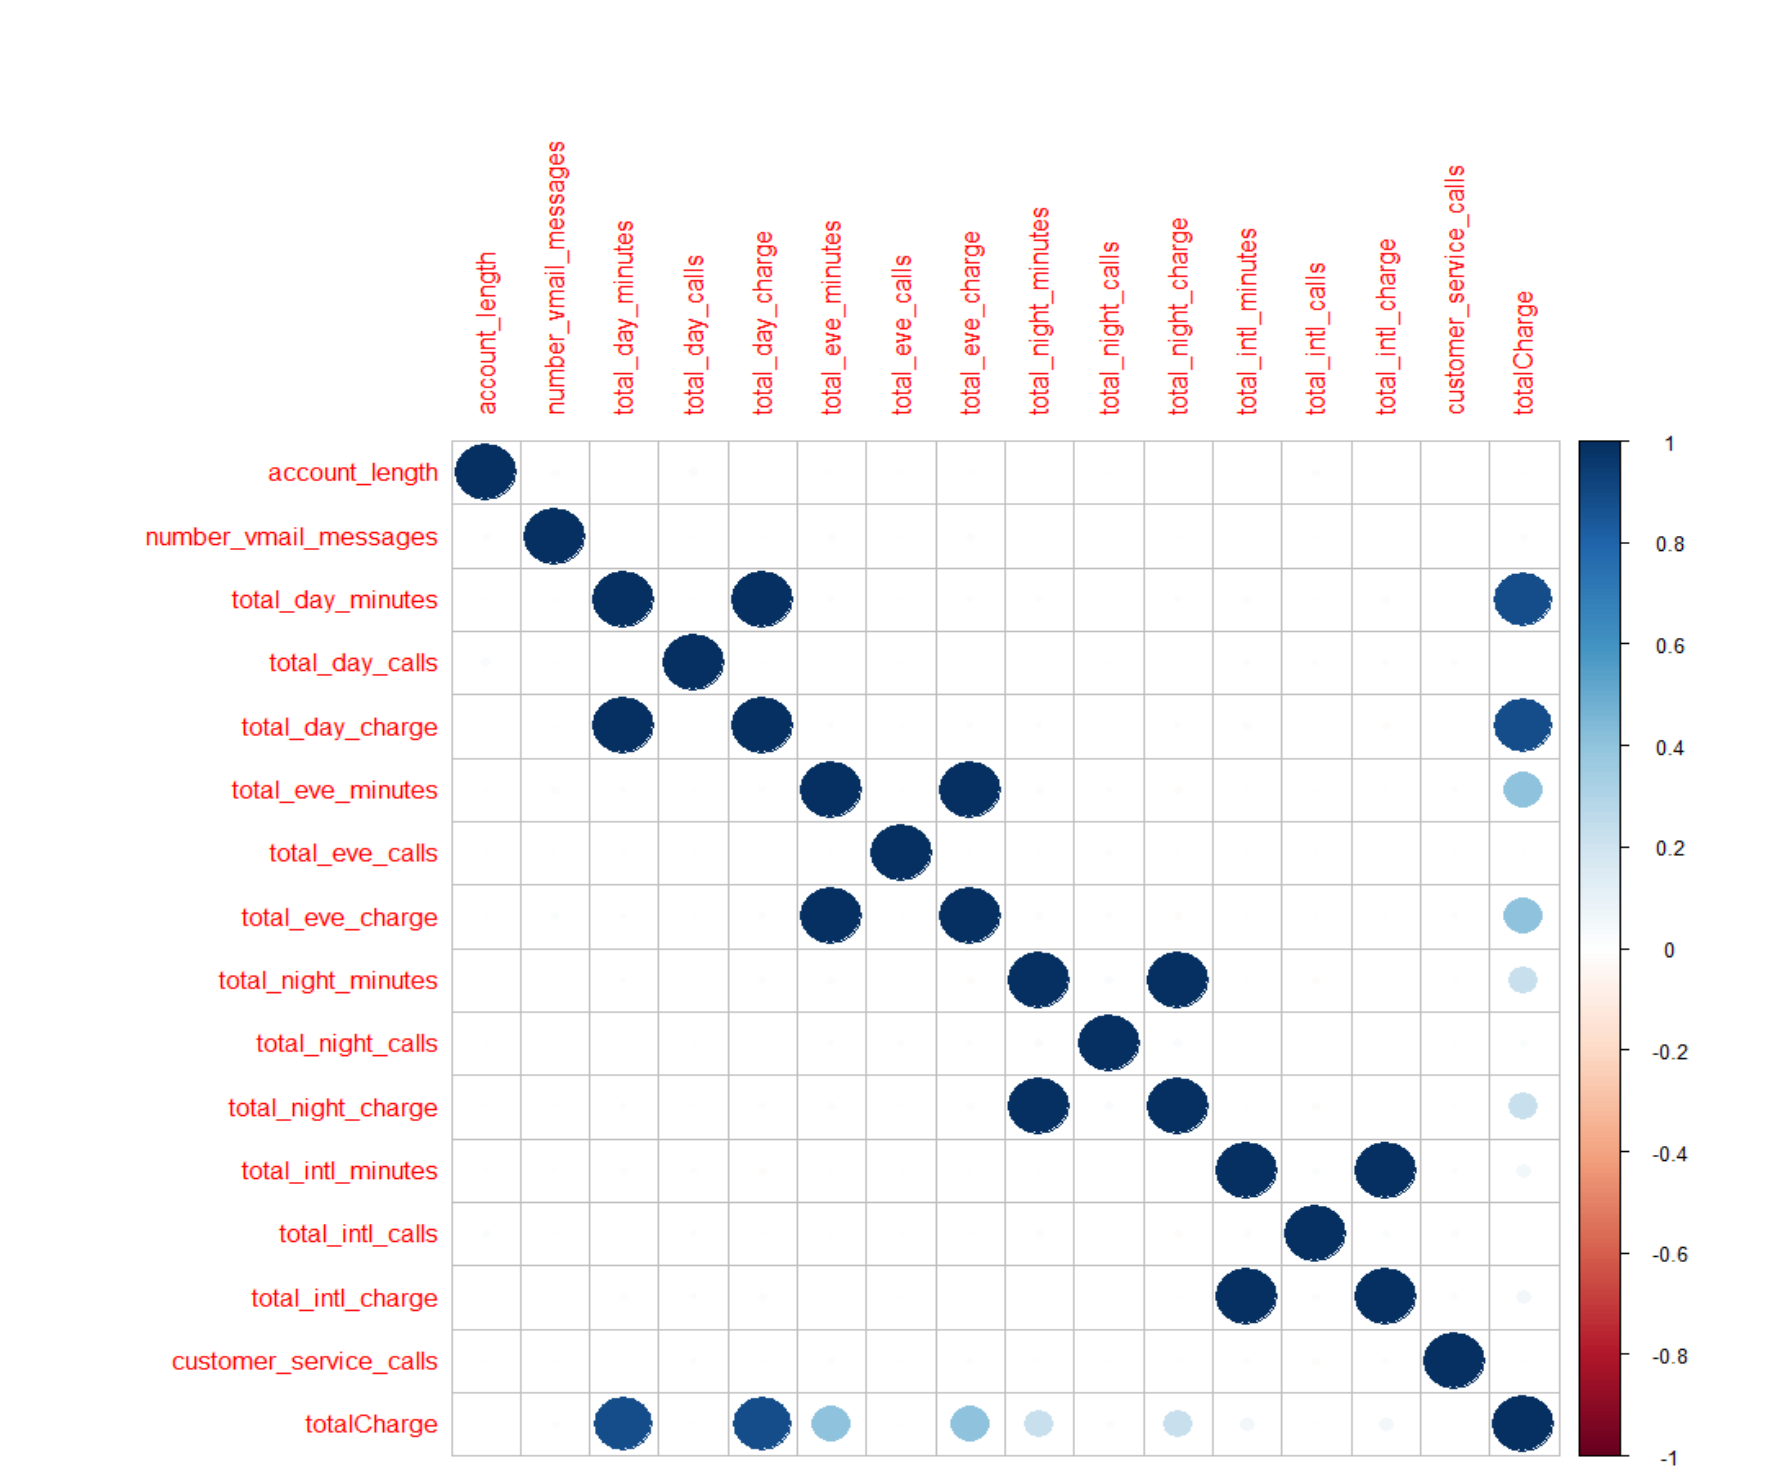 account_length
number_vmail_messages
total_day_minutes
total_day_calls
total_day_charge
total_eve_minutes
total_eve_calls
total_eve_charge
total_night_minutes
total_night_calls
total_night_charge
total_intl_minutes
total_intl_calls
total_intl_charge
customer_service_calls
totalCharge
account_length
number_vmail_messages
total_day_minutes
total_day_calls
total_day_charge
total_eve_minutes
total_eve_calls
total_eve_charge
total_night_minutes
total_night_calls
total_night_charge
total_intl_minutes
total_intl_calls
total_intl_charge
customer_service_calls
totalCharge
1
0.8
0.6
0.4
0.2
0
-0.2
-0.4
-0.6
-0.8
-1